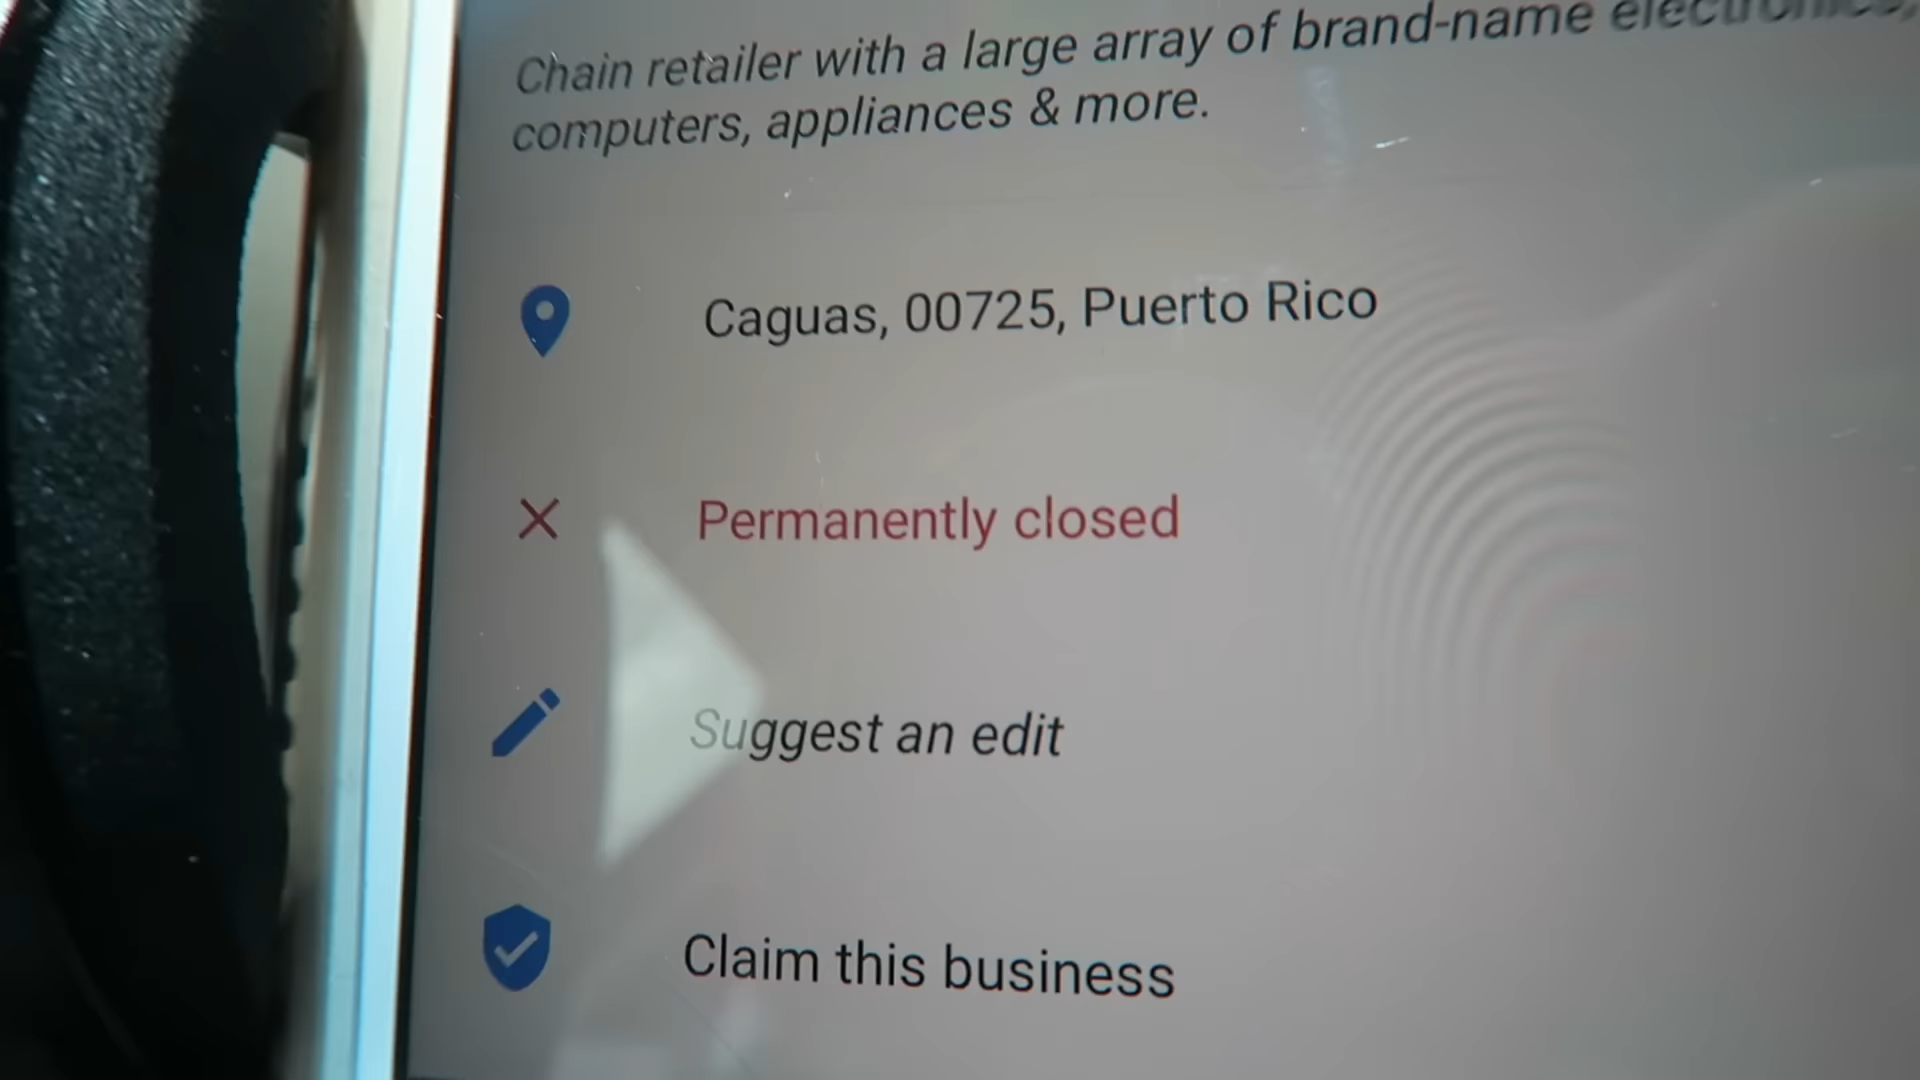 Chain retailer with a large array of brand-name electronics,
computers, appliances & more.
Caguas, 00725, Puerto Rico
Permanently closed
Suggest an edit
Claim this business